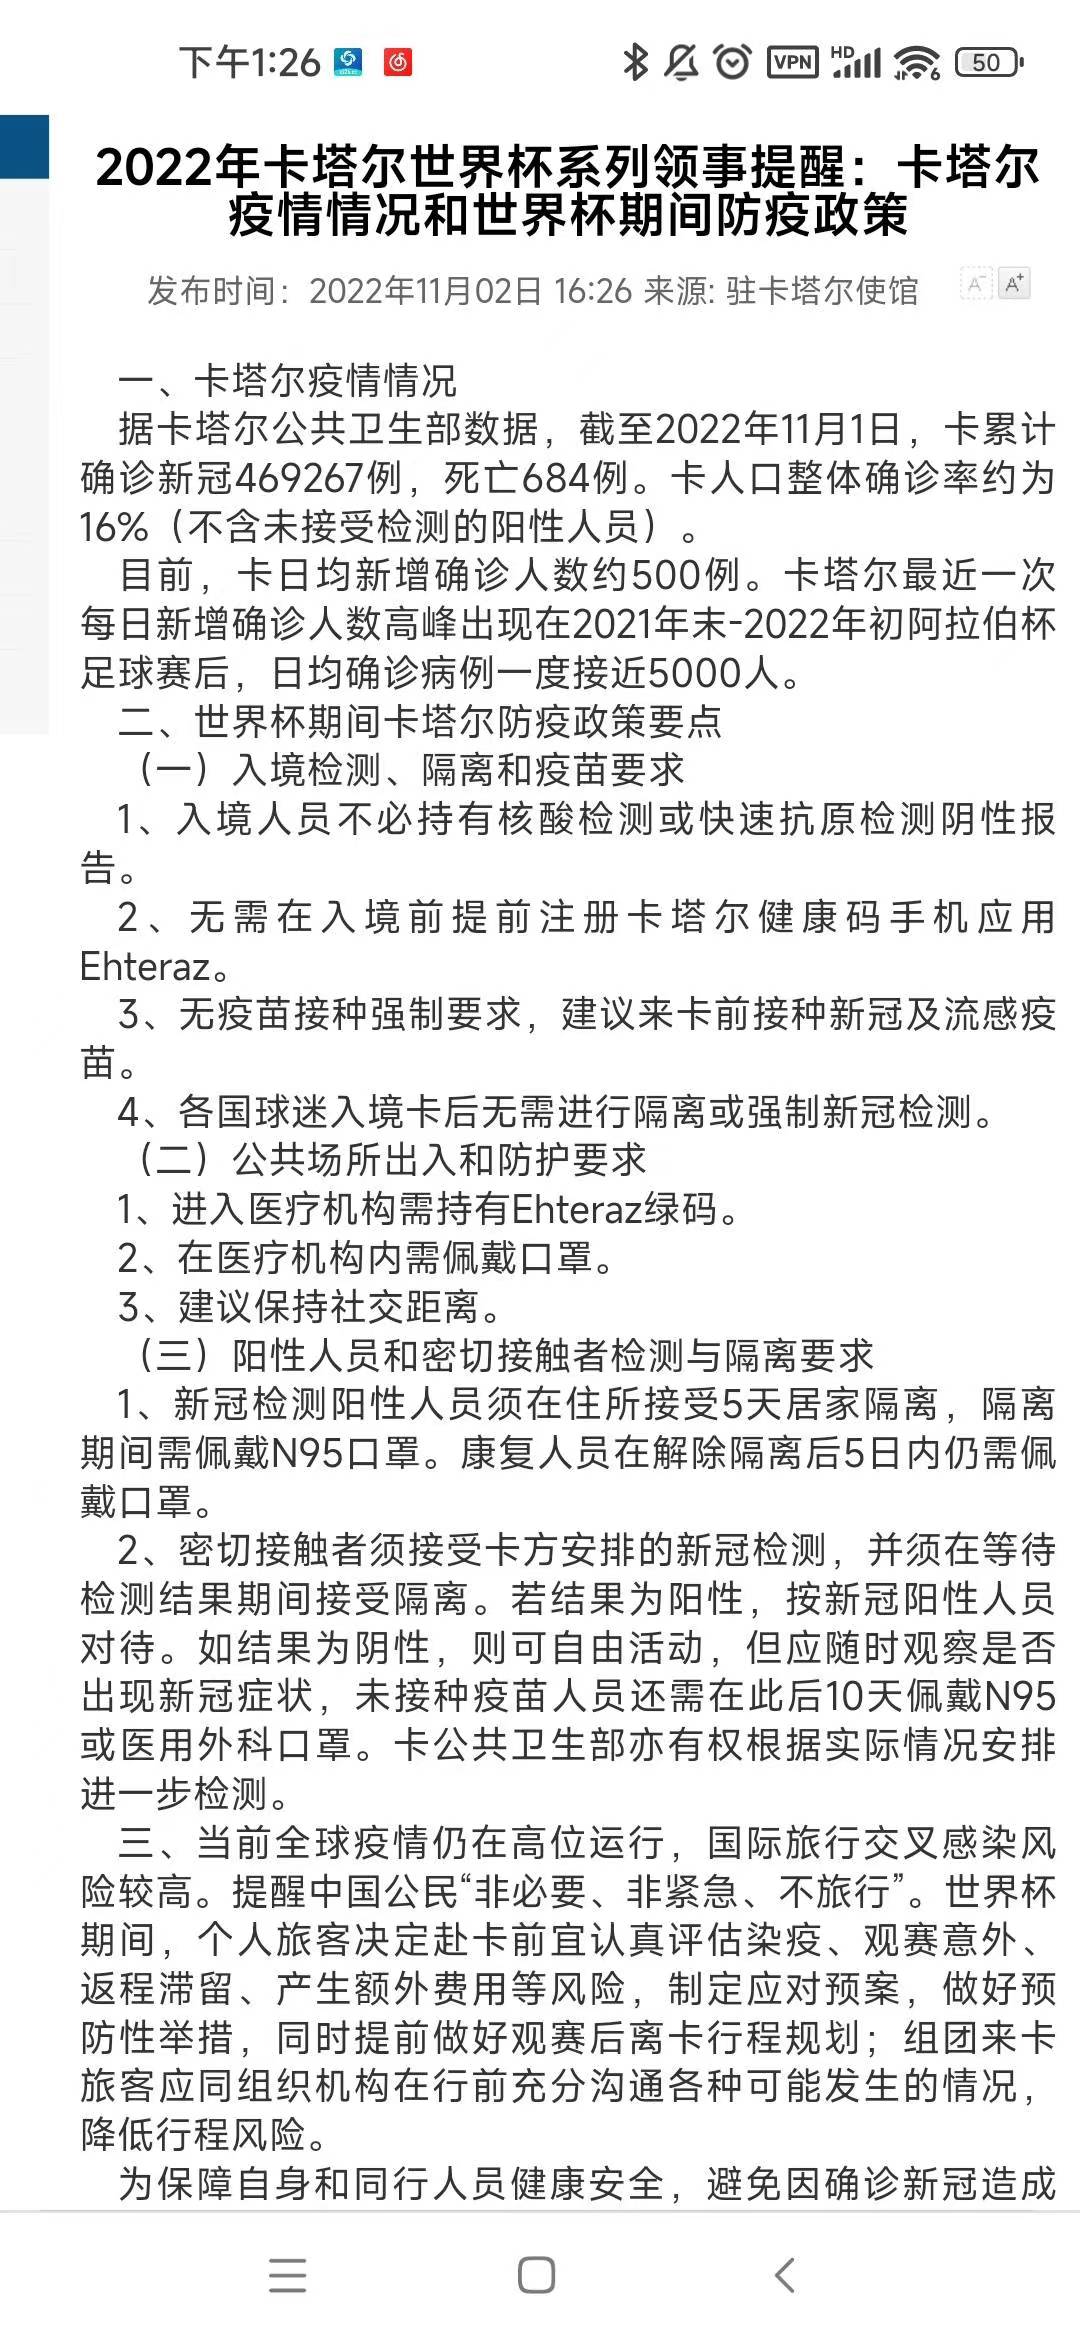 下午1:26
VPN
HD
6
50
2022年卡塔尔世界杯系列领事提醒：卡塔尔
疫情情况和世界杯期间防疫政策
发布时间：2022年11月02日 16:26 来源: 驻卡塔尔使馆
A-
A+
一、卡塔尔疫情情况
据卡塔尔公共卫生部数据，截至2022年11月1日，卡累计
确诊新冠469267例，死亡684例。卡人口整体确诊率约为
16%（不含未接受检测的阳性人员）。
目前，卡日均新增确诊人数约500例。卡塔尔最近一次
每日新增确诊人数高峰出现在2021年末-2022年初阿拉伯杯
足球赛后，日均确诊病例一度接近5000人。
二、世界杯期间卡塔尔防疫政策要点
（一）入境检测、隔离和疫苗要求
1、入境人员不必持有核酸检测或快速抗原检测阴性报
告。
2、无需在入境前提前注册卡塔尔健康码手机应用
Ehteraz。
3、无疫苗接种强制要求，建议来卡前接种新冠及流感疫
苗。
4、各国球迷入境卡后无需进行隔离或强制新冠检测。
（二）公共场所出入和防护要求
1、进入医疗机构需持有Ehteraz绿码。
2、在医疗机构内需佩戴口罩。
3、建议保持社交距离。
（三）阳性人员和密切接触者检测与隔离要求
1、新冠检测阳性人员须在住所接受5天居家隔离，隔离
期间需佩戴N95口罩。康复人员在解除隔离后5日内仍需佩
戴口罩。
2、密切接触者须接受卡方安排的新冠检测，并须在等待
检测结果期间接受隔离。若结果为阳性，按新冠阳性人员
对待。如结果为阴性，则可自由活动，但应随时观察是否
出现新冠症状，未接种疫苗人员还需在此后10天佩戴N95
或医用外科口罩。卡公共卫生部亦有权根据实际情况安排
进一步检测。
三、当前全球疫情仍在高位运行，国际旅行交叉感染风
险较高。提醒中国公民“非必要、非紧急、不旅行”。世界杯
期间，个人旅客决定赴卡前宜认真评估染疫、观赛意外、
返程滞留、产生额外费用等风险，制定应对预案，做好预
防性举措，同时提前做好观赛后离卡行程规划；组团来卡
旅客应同组织机构在行前充分沟通各种可能发生的情况，
降低行程风险。
为保障自身和同行人员健康安全，避免因确诊新冠造成